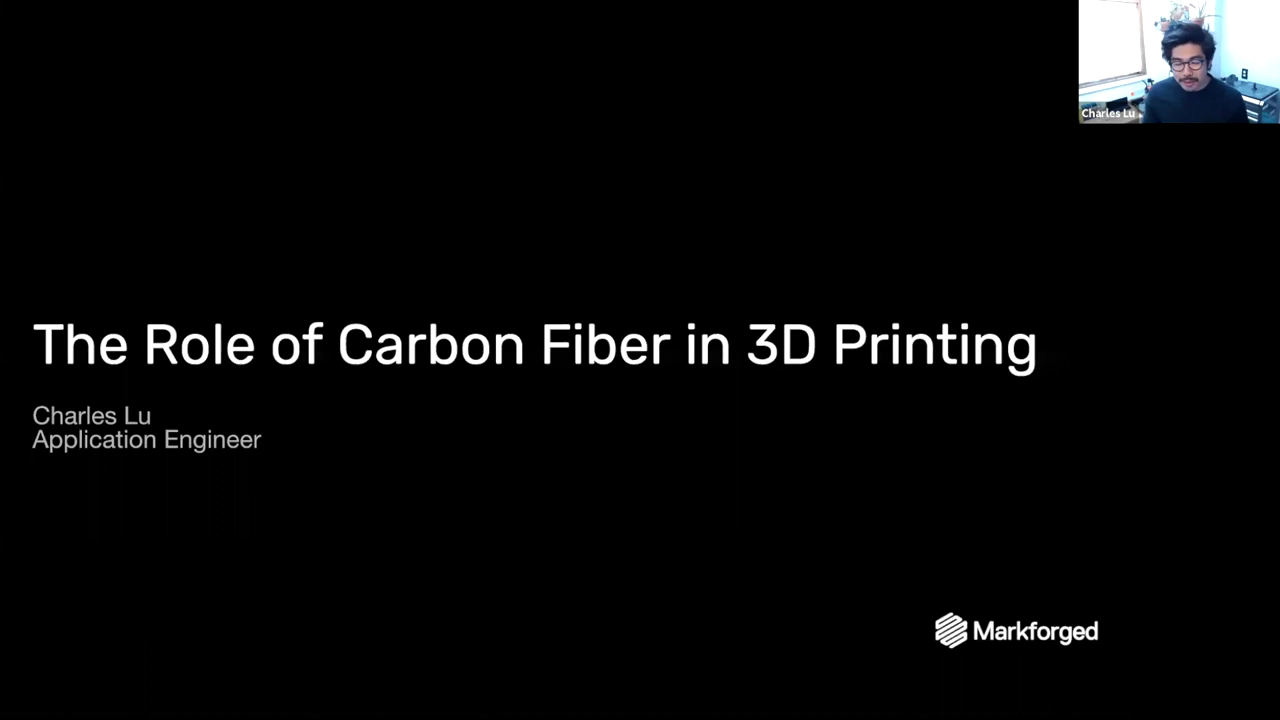 Charles Lu
The Role of Carbon Fiber in 3D Printing
Charles Lu
Application Engineer
Markforged